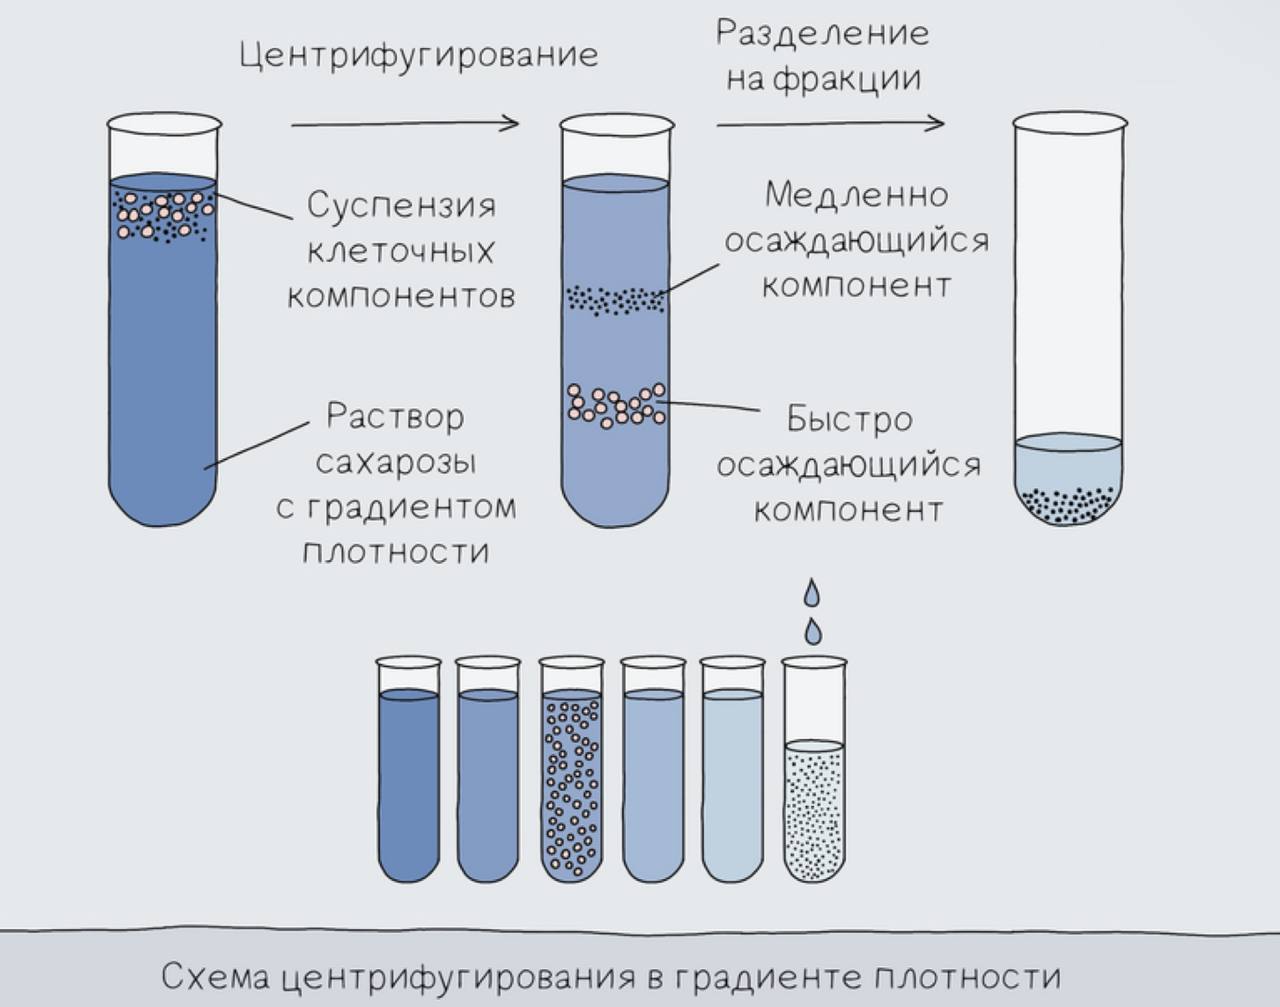 Центрифугирование
Разделение
на фракции
Суспензия
клеточных
компонентов
Медленно
осаждающийся
компонент
Раствор
сахарозы
с градиентом
плотности
Быстро
осаждающийся
компонент
Схема центрифугирования в градиенте плотности